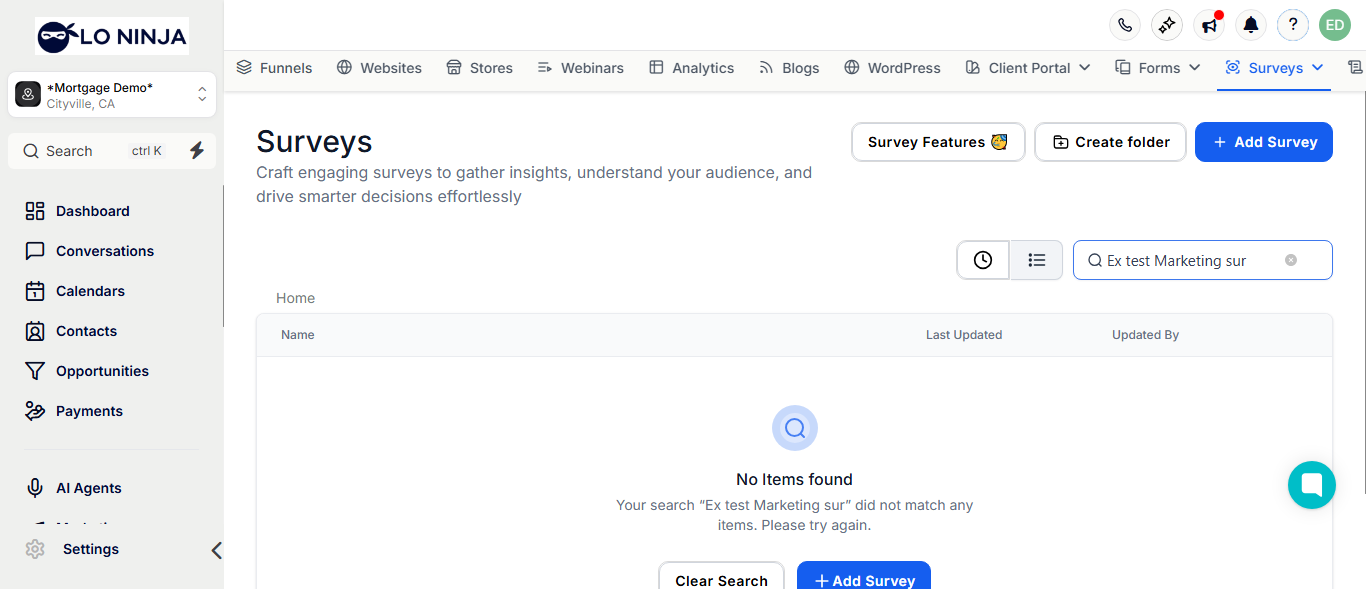 LO NINJA
ED
*Mortgage Demo*
Cityville, CA
Search ctrl K
Dashboard
Conversations
Calendars
Contacts
Opportunities
Payments
AI Agents
Settings
Funnels Websites Stores Webinars Analytics Blogs WordPress Client Portal Forms Surveys
Surveys
Craft engaging surveys to gather insights, understand your audience, and
drive smarter decisions effortlessly
Survey Features 🥳 Create folder + Add Survey
Ex test Marketing sur
Home
Name Last Updated Updated By
No Items found
Your search “Ex test Marketing sur” did not match any
items. Please try again.
Clear Search + Add Survey